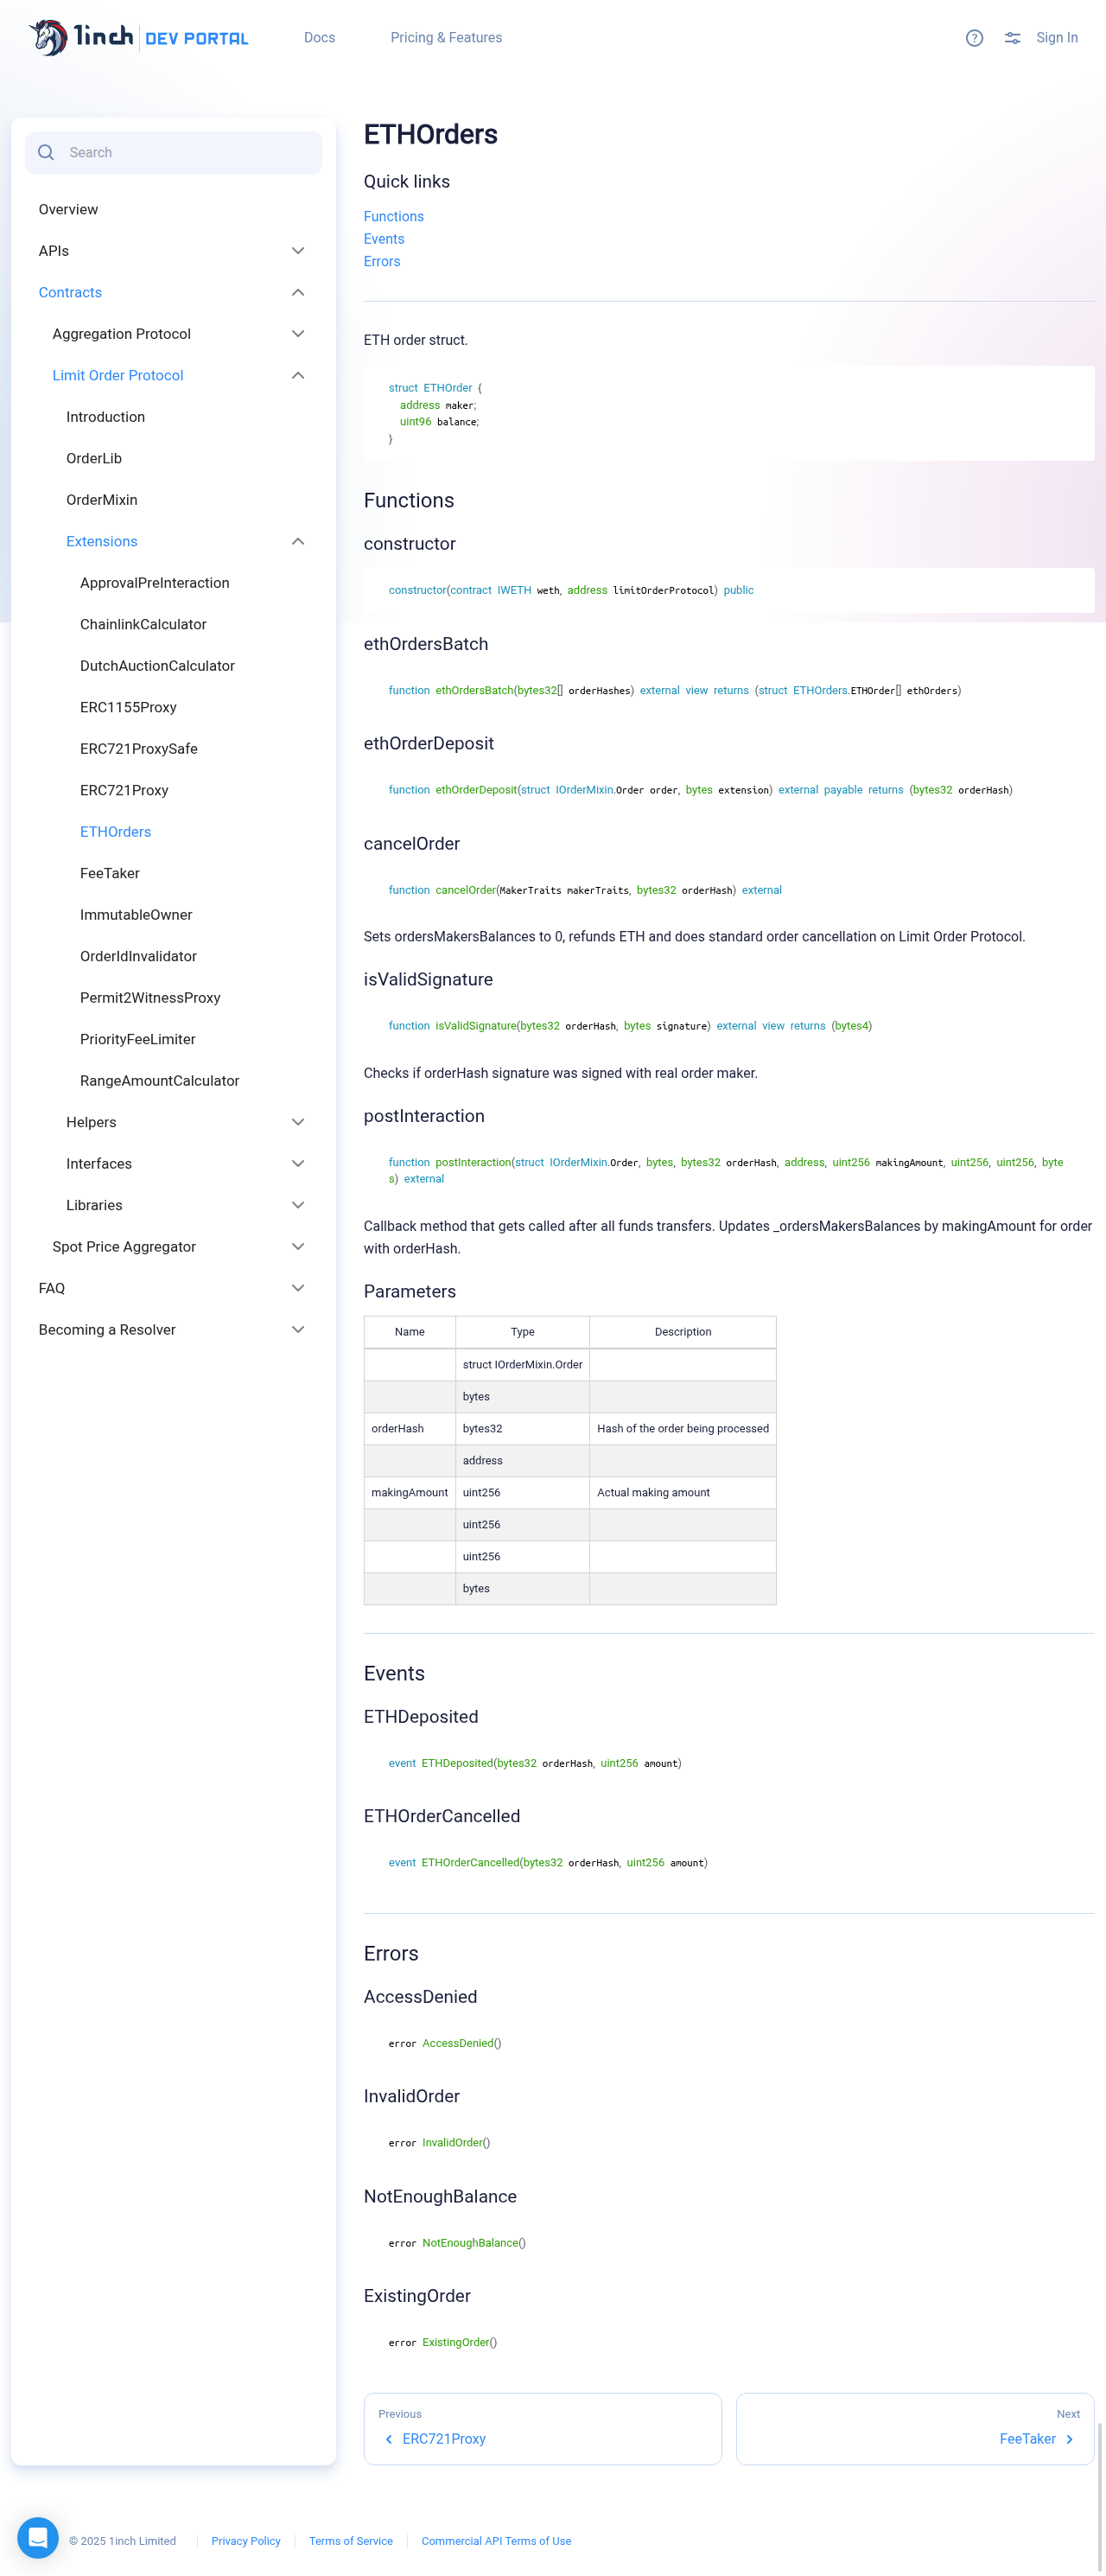 1inch DEV PORTAL
Docs
Pricing & Features
Sign In
Search
Overview
APIs
Contracts
Aggregation Protocol
Limit Order Protocol
Introduction
OrderLib
OrderMixin
Extensions
ApprovalPreInteraction
ChainlinkCalculator
DutchAuctionCalculator
ERC1155Proxy
ERC721ProxySafe
ERC721Proxy
ETHOrders
FeeTaker
ImmutableOwner
OrderIdInvalidator
Permit2WitnessProxy
PriorityFeeLimiter
RangeAmountCalculator
Helpers
Interfaces
Libraries
Spot Price Aggregator
FAQ
Becoming a Resolver
ETHOrders
Quick links
Functions
Events
Errors
ETH order struct.
struct ETHOrder {
address maker;
uint96 balance;
}
Functions
constructor
constructor(contract IWETH weth, address limitOrderProtocol) public
ethOrdersBatch
function ethOrdersBatch(bytes32[] orderHashes) external view returns (struct ETHOrders.ETHOrder[] ethOrders)
ethOrderDeposit
function ethOrderDeposit(struct IOrderMixin.Order order, bytes extension) external payable returns (bytes32 orderHash)
cancelOrder
function cancelOrder(MakerTraits makerTraits, bytes32 orderHash) external
Sets ordersMakersBalances to 0, refunds ETH and does standard order cancellation on Limit Order Protocol.
isValidSignature
function isValidSignature(bytes32 orderHash, bytes signature) external view returns (bytes4)
Checks if orderHash signature was signed with real order maker.
postInteraction
function postInteraction(struct IOrderMixin.Order, bytes, bytes32 orderHash, address, uint256 makingAmount, uint256, uint256, byte
s) external
Callback method that gets called after all funds transfers. Updates _ordersMakersBalances by makingAmount for order
with orderHash.
Parameters
Name Type Description
struct IOrderMixin.Order
bytes
orderHash bytes32 Hash of the order being processed
address
makingAmount uint256 Actual making amount
uint256
uint256
bytes
Events
ETHDeposited
event ETHDeposited(bytes32 orderHash, uint256 amount)
ETHOrderCancelled
event ETHOrderCancelled(bytes32 orderHash, uint256 amount)
Errors
AccessDenied
error AccessDenied()
InvalidOrder
error InvalidOrder()
NotEnoughBalance
error NotEnoughBalance()
ExistingOrder
error ExistingOrder()
Previous
ERC721Proxy
Next
FeeTaker
© 2025 1inch Limited
Privacy Policy
Terms of Service
Commercial API Terms of Use